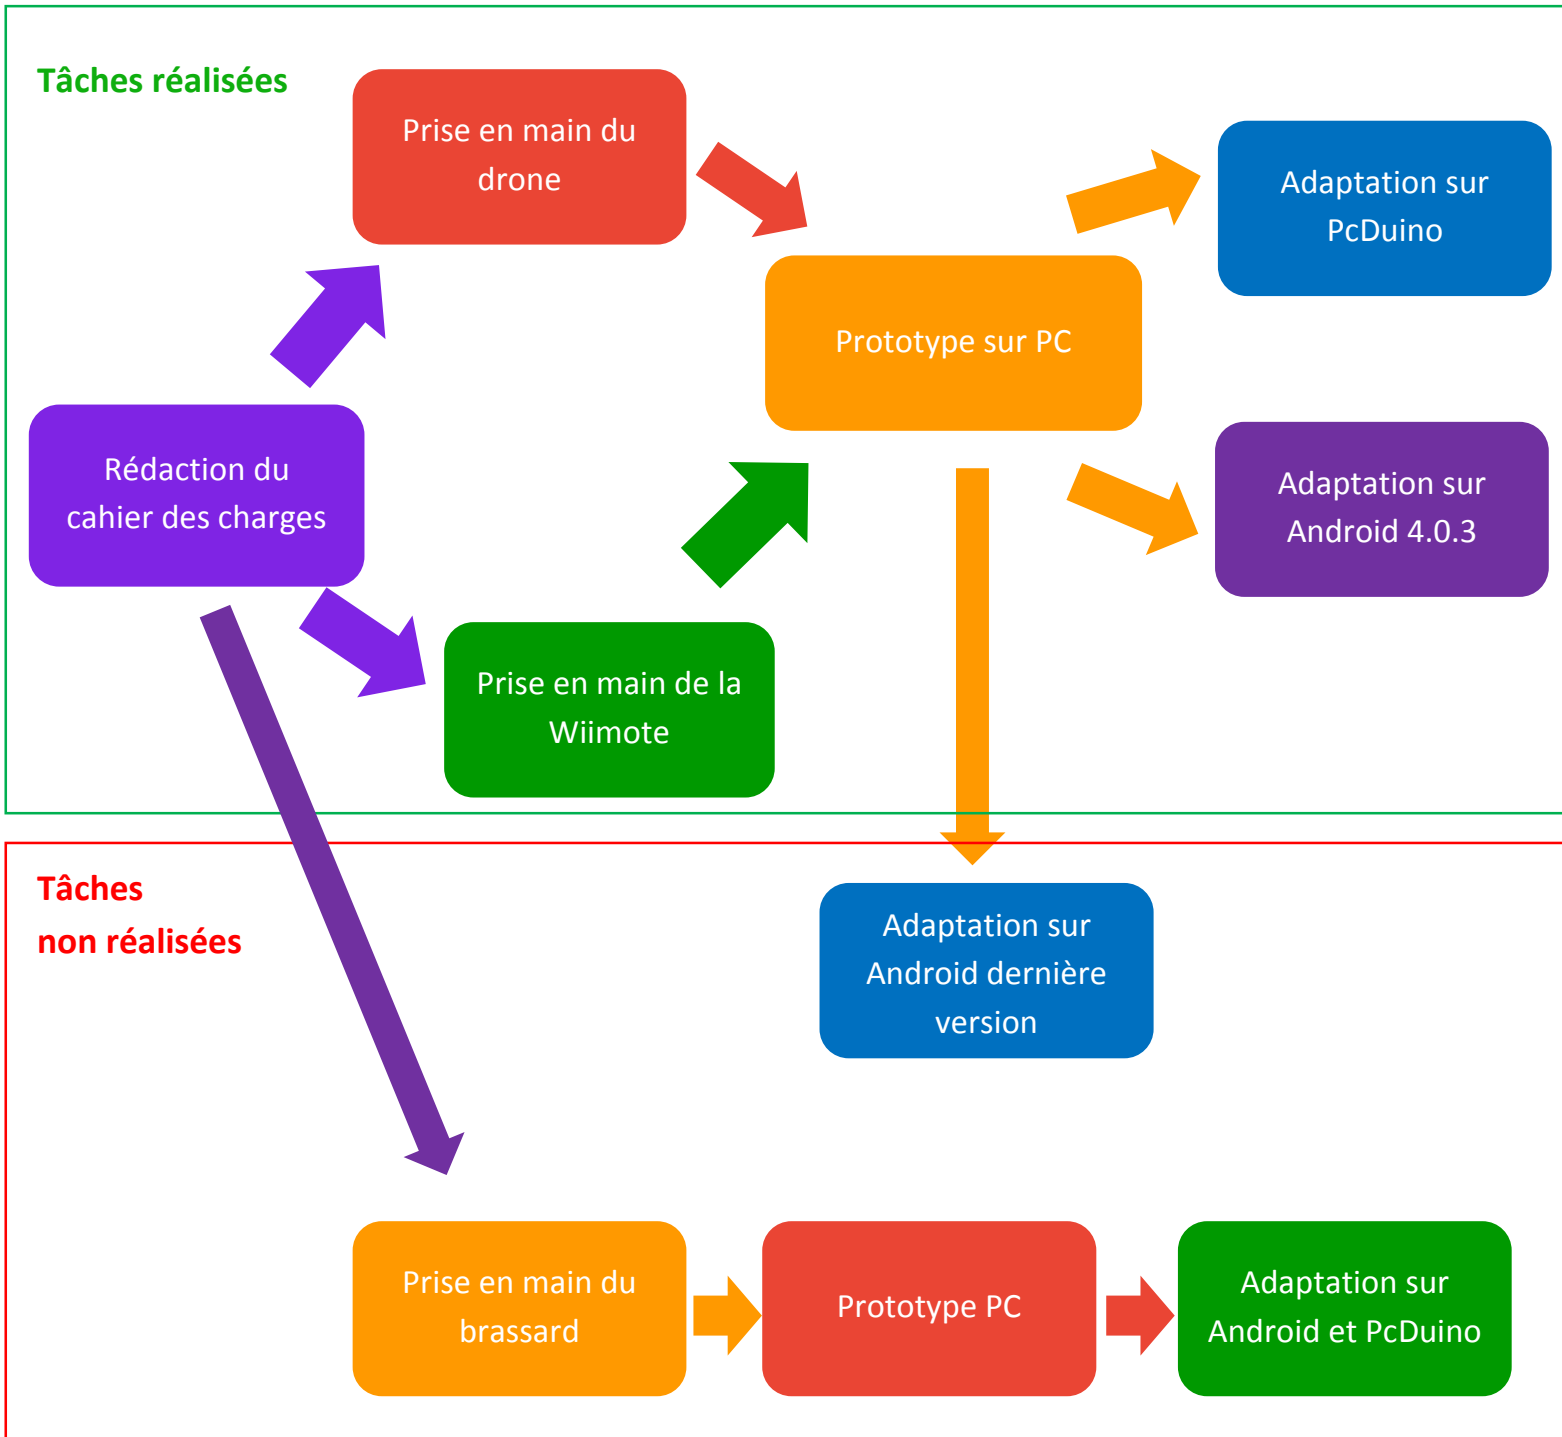 Tâches réalisées
Prise en main du
drone
Adaptation sur
PcDuino
Prototype sur PC
Rédaction du
cahier des charges
Adaptation sur
Android 4.0.3
Prise en main de la
Wiimote
Tâches
non réalisées
Adaptation sur
Android dernière
version
Prise en main du
brassard
Prototype PC
Adaptation sur
Android et PcDuino